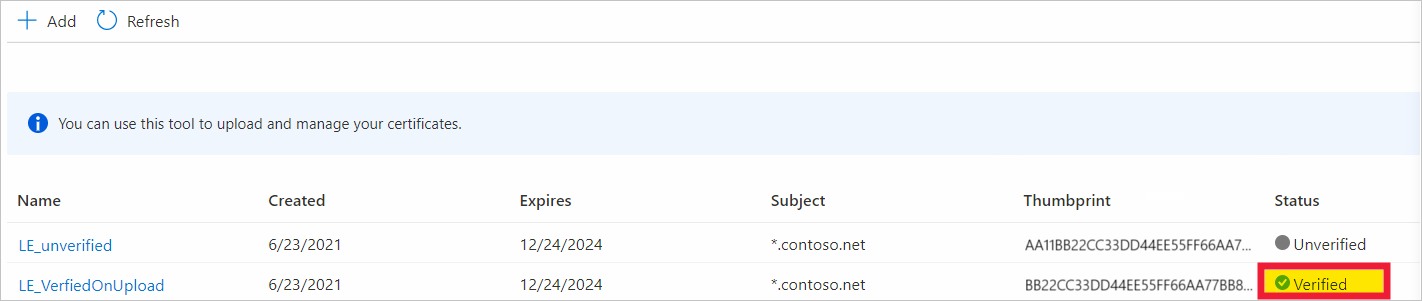 Add Refresh
You can use this tool to upload and manage your certificates.
Name Created Expires Subject Thumbprint Status
LE_unverified 6/23/2021 12/24/2024 *.contoso.net AA11BB22CC33DD44EE55FF66AA7... Unverified
LE_VerfiedOnUpload 6/23/2021 12/24/2024 *.contoso.net BB22CC33DD44EE55FF66AA77BB8... Verified